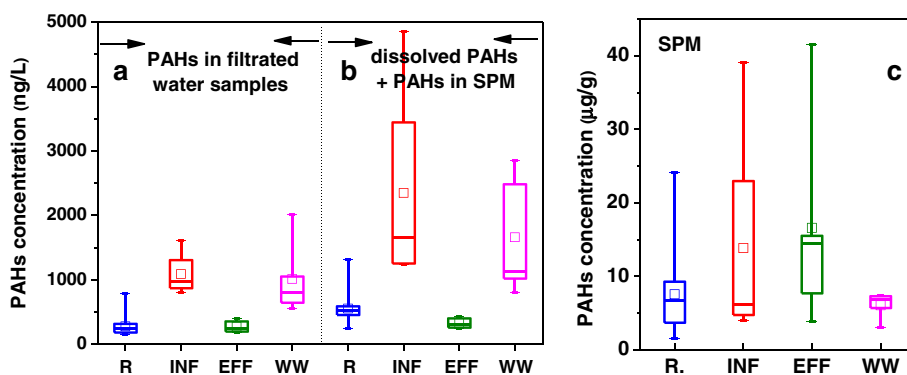 PAHs concentration (ng/L)
5000
4000
3000
2000
1000
0
a
PAHs in filtrated
water samples
b
dissolved PAHs
+ PAHs in SPM
R INF EFF WW R INF EFF WW
PAHs concentration (µg/g)
40
30
20
10
0
SPM
c
R. INF EFF WW